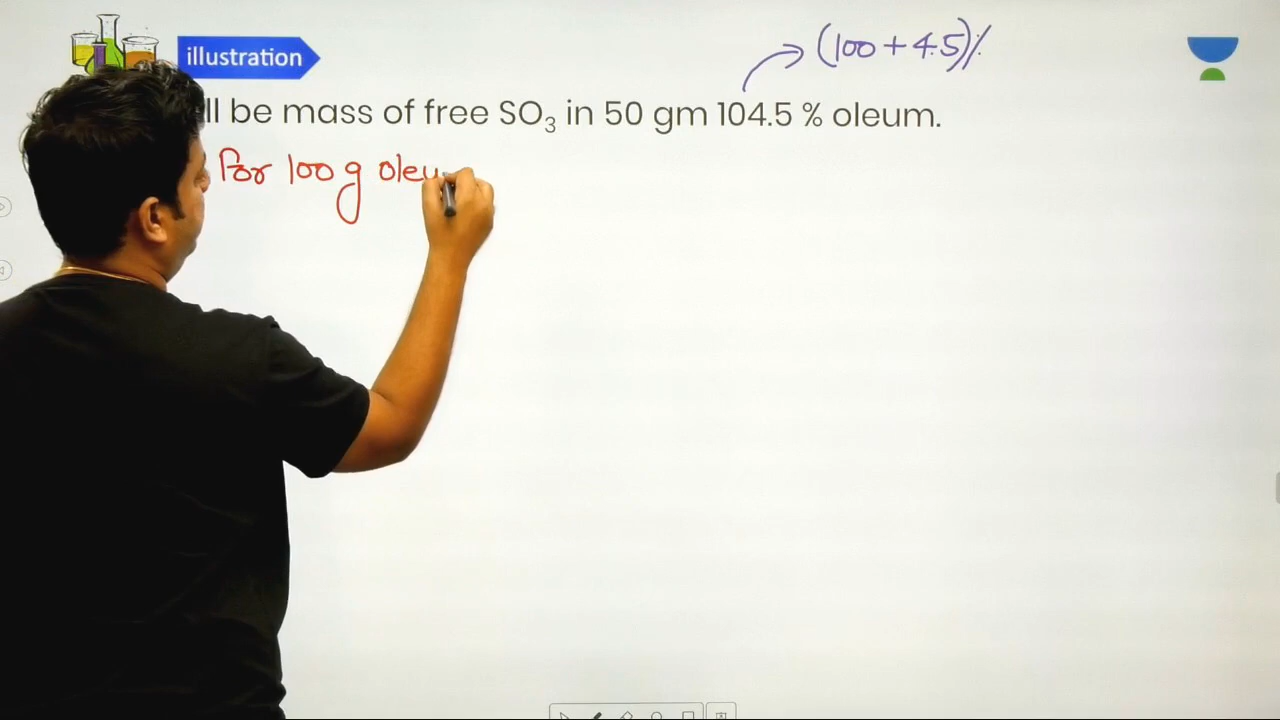 illustration
(100 + 4.5)%
ll be mass of free SO₃ in 50 gm 104.5 % oleum.
For 100 g oleu